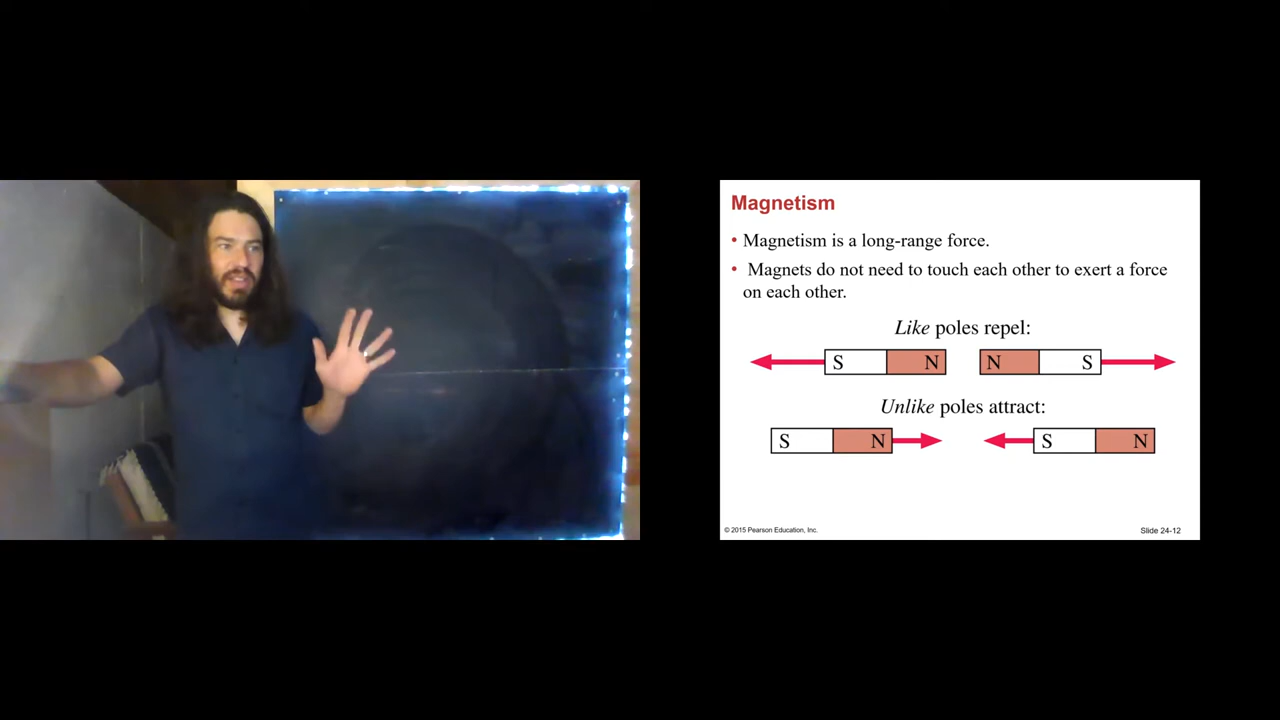 Magnetism
• Magnetism is a long-range force.
• Magnets do not need to touch each other to exert a force
on each other.
Like poles repel:
S N N S
Unlike poles attract:
S N S N
© 2015 Pearson Education, Inc. Slide 24-12